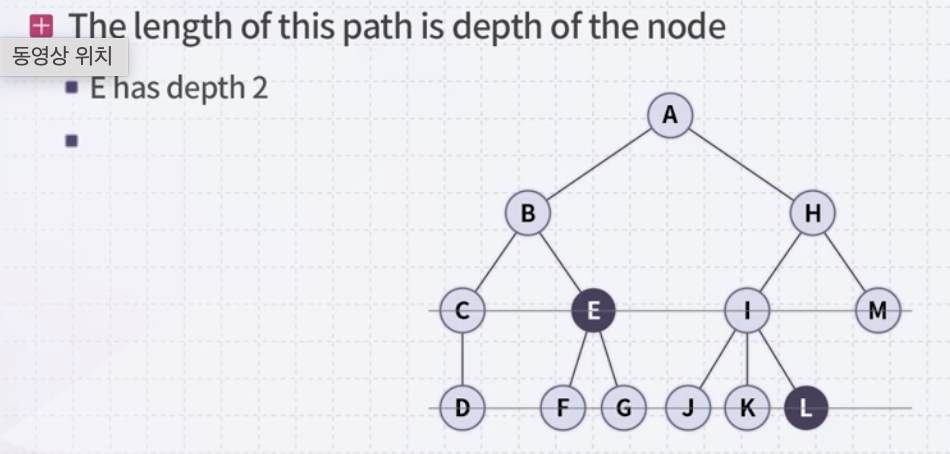 The length of this path is depth of the node
동영상 위치
E has depth 2
A
B H
C E I M
D F G J K L